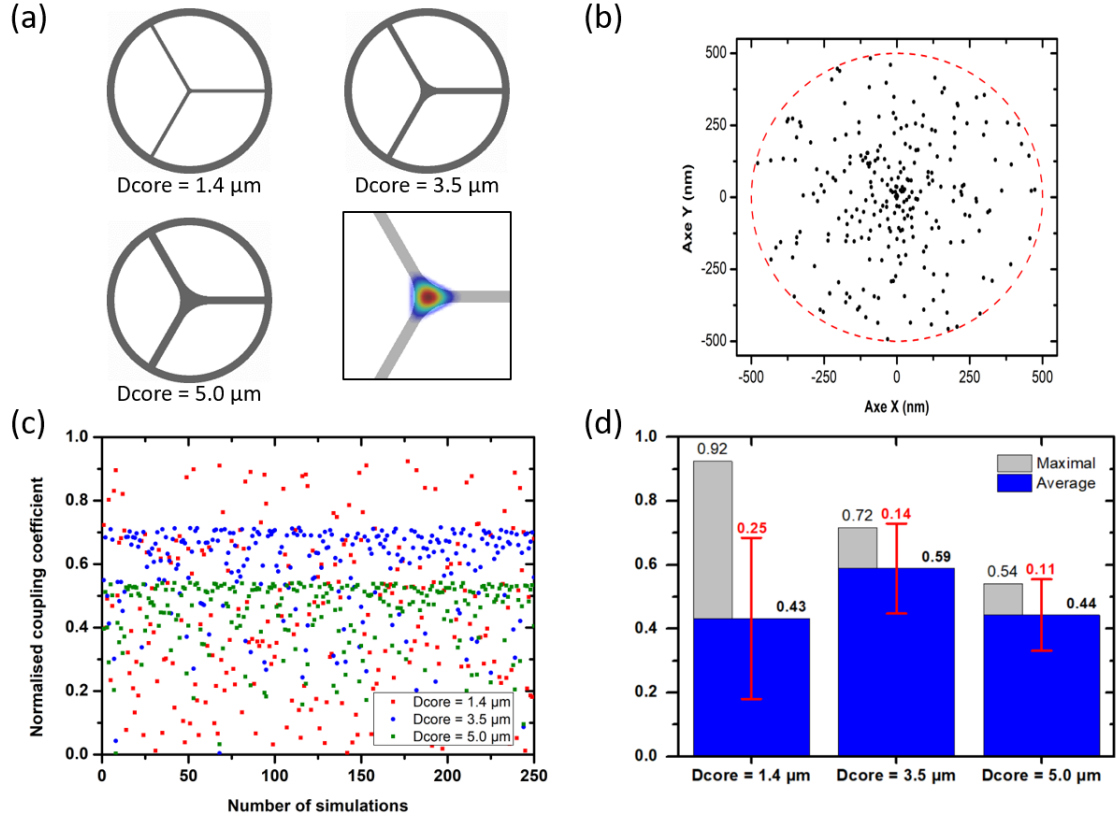 (a)
Dcore = 1.4 µm
Dcore = 3.5 µm
Dcore = 5.0 µm
(b)
500
250
0
-250
-500
Axe Y (nm)
-500
-250
0
250
500
Axe X (nm)
(c)
1.0
0.8
0.6
0.4
0.2
0.0
Normalised coupling coefficient
Dcore = 1.4 µm
Dcore = 3.5 µm
Dcore = 5.0 µm
0
50
100
150
200
250
Number of simulations
(d)
1.0
0.8
0.6
0.4
0.2
0.0
Maximal
Average
0.92
0.25
0.43
0.72
0.14
0.59
0.54
0.11
0.44
Dcore = 1.4 µm
Dcore = 3.5 µm
Dcore = 5.0 µm